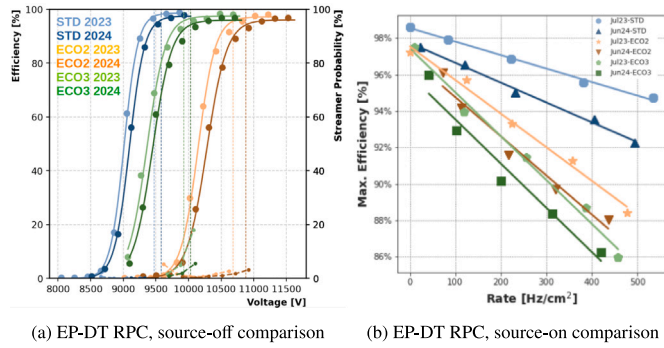 STD 2023
STD 2024
ECO2 2023
ECO2 2024
ECO3 2023
ECO3 2024
Efficiency [%]
100
80
60
40
20
0
Streamer Probability [%]
100
80
60
40
20
0
8000 8500 9000 9500 10000 10500 11000 11500
Voltage [V]
(a) EP-DT RPC, source-off comparison
Jul23-STD
Jun24-STD
Jul23-ECO2
Jun24-ECO2
Jul23-ECO3
Jun24-ECO3
Max. Efficiency [%]
98%
96%
94%
92%
90%
88%
86%
0 100 200 300 400 500
Rate [Hz/cm²]
(b) EP-DT RPC, source-on comparison